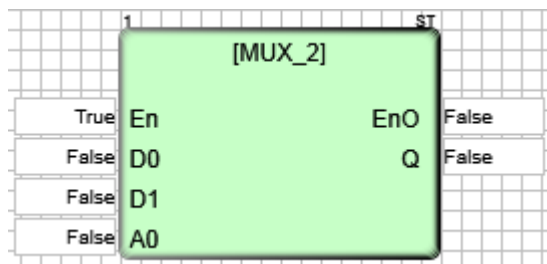 1 ST
[MUX_2]
True En EnO False
False D0 Q False
False D1
False A0